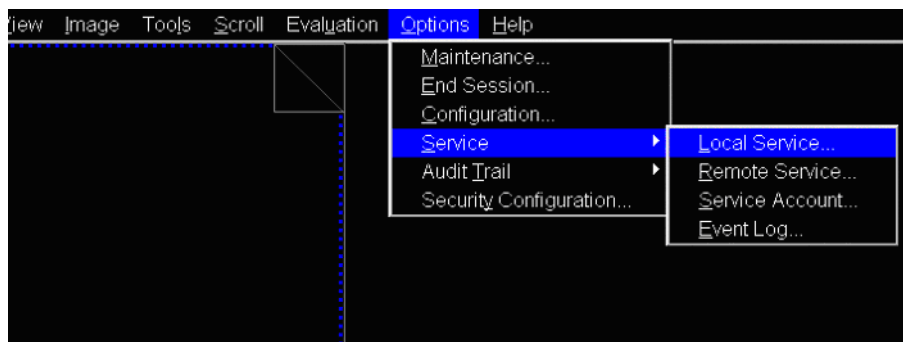 iew Image Tools Scroll Evaluation Options Help
Maintenance...
End Session...
Configuration...
Service
Local Service...
Audit Trail
Remote Service...
Security Configuration...
Service Account...
Event Log...